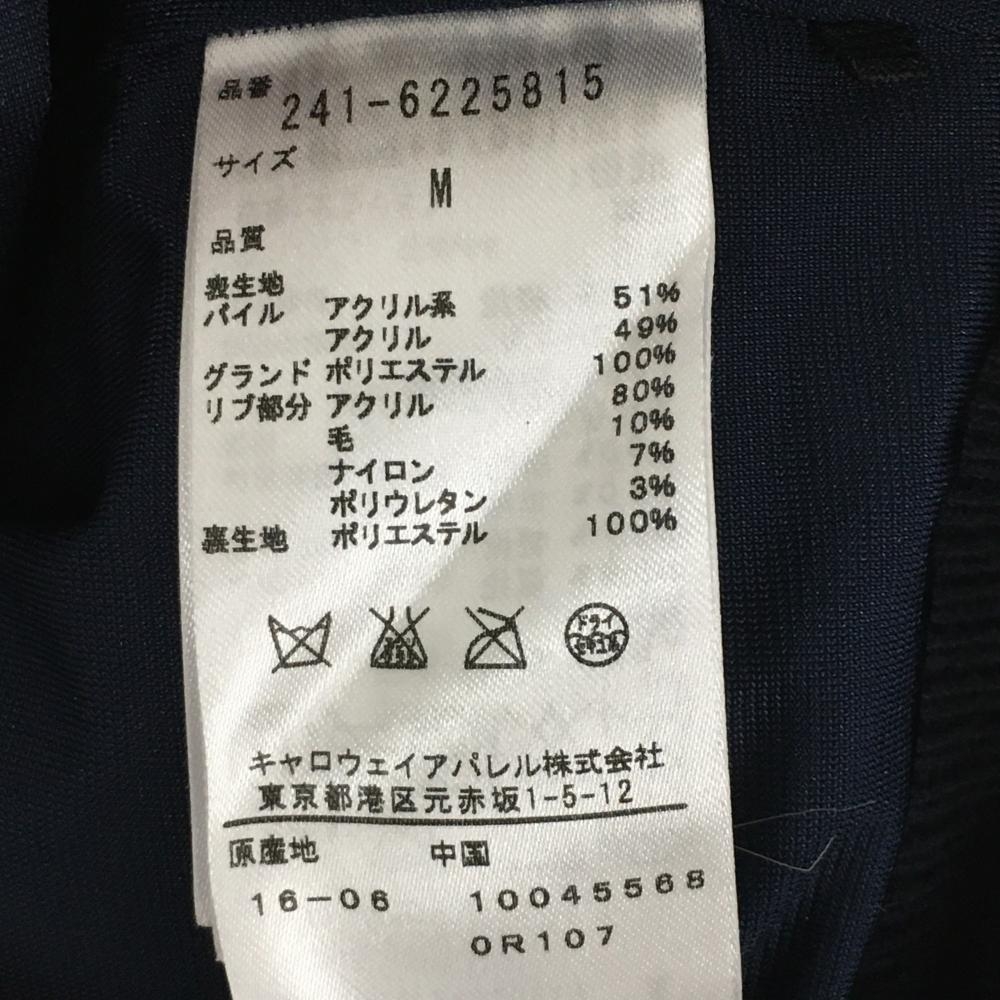 品番 241-6225815
サイズ
M
品質
表生地
パイル アクリル系 51%
アクリル 49%
グランド ポリエステル 100%
リブ部分 アクリル 80%
毛 10%
ナイロン 7%
ポリウレタン 3%
裏生地 ポリエステル 100%
ドライ
セキユ系
キャロウェイアパレル株式会社
東京都港区元赤坂1-5-12
原産地 中国
16-06 10045568
0R107